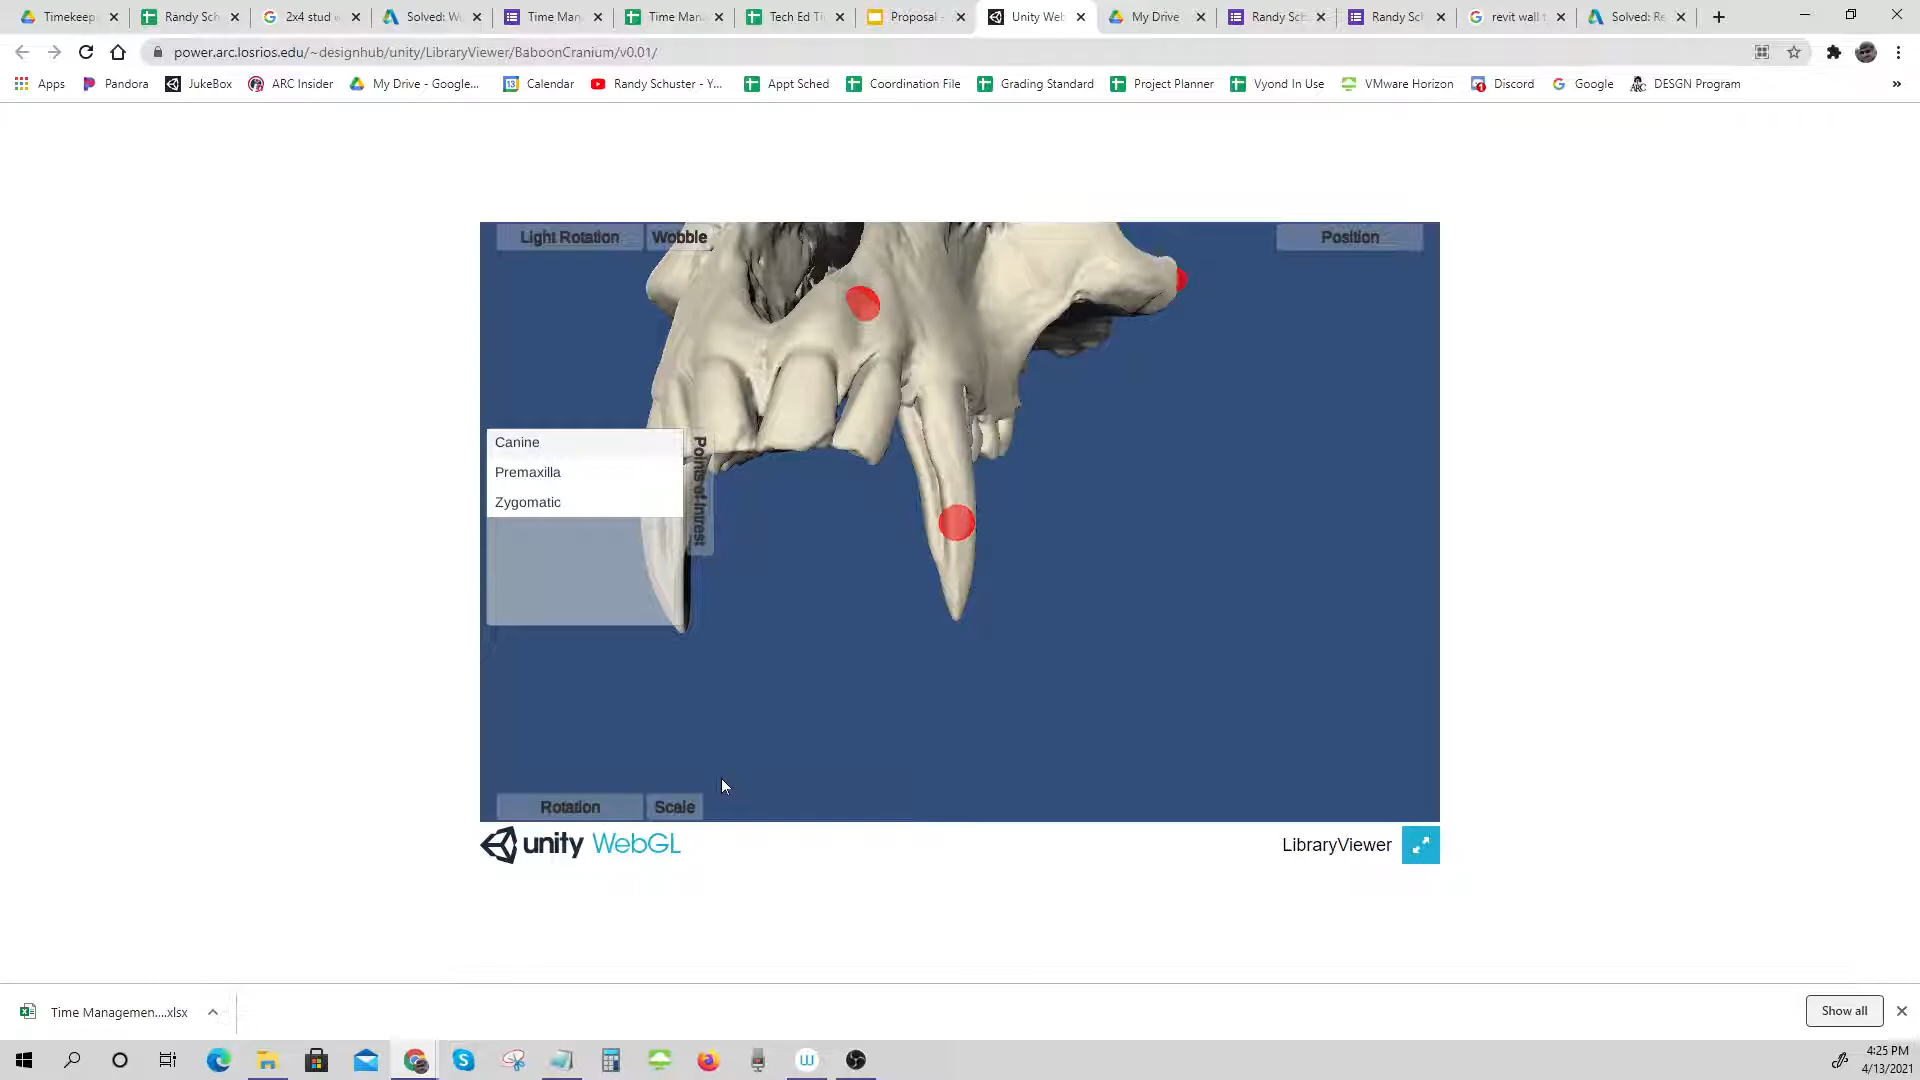 Timekeep
Randy Sch
2x4 stud
Solved: W
Time Man
Time Man
Tech Ed Ti
Proposal -
Unity Web
My Drive
Randy Sch
Randy Sch
revit wall t
Solved: Re
power.arc.losrios.edu/~designhub/unity/LibraryViewer/BaboonCranium/v0.01/
Apps
Pandora
JukeBox
ARC Insider
My Drive - Google...
Calendar
Randy Schuster - Y...
Appt Sched
Coordination File
Grading Standard
Project Planner
Vyond In Use
VMware Horizon
Discord
Google
DESGN Program
»
Light Rotation
Wobble
Position
Canine
Premaxilla
Zygomatic
Points of Inrest
Rotation
Scale
unity WebGL
LibraryViewer
Time Managemen....xlsx
Show all
4:25 PM
4/13/2021